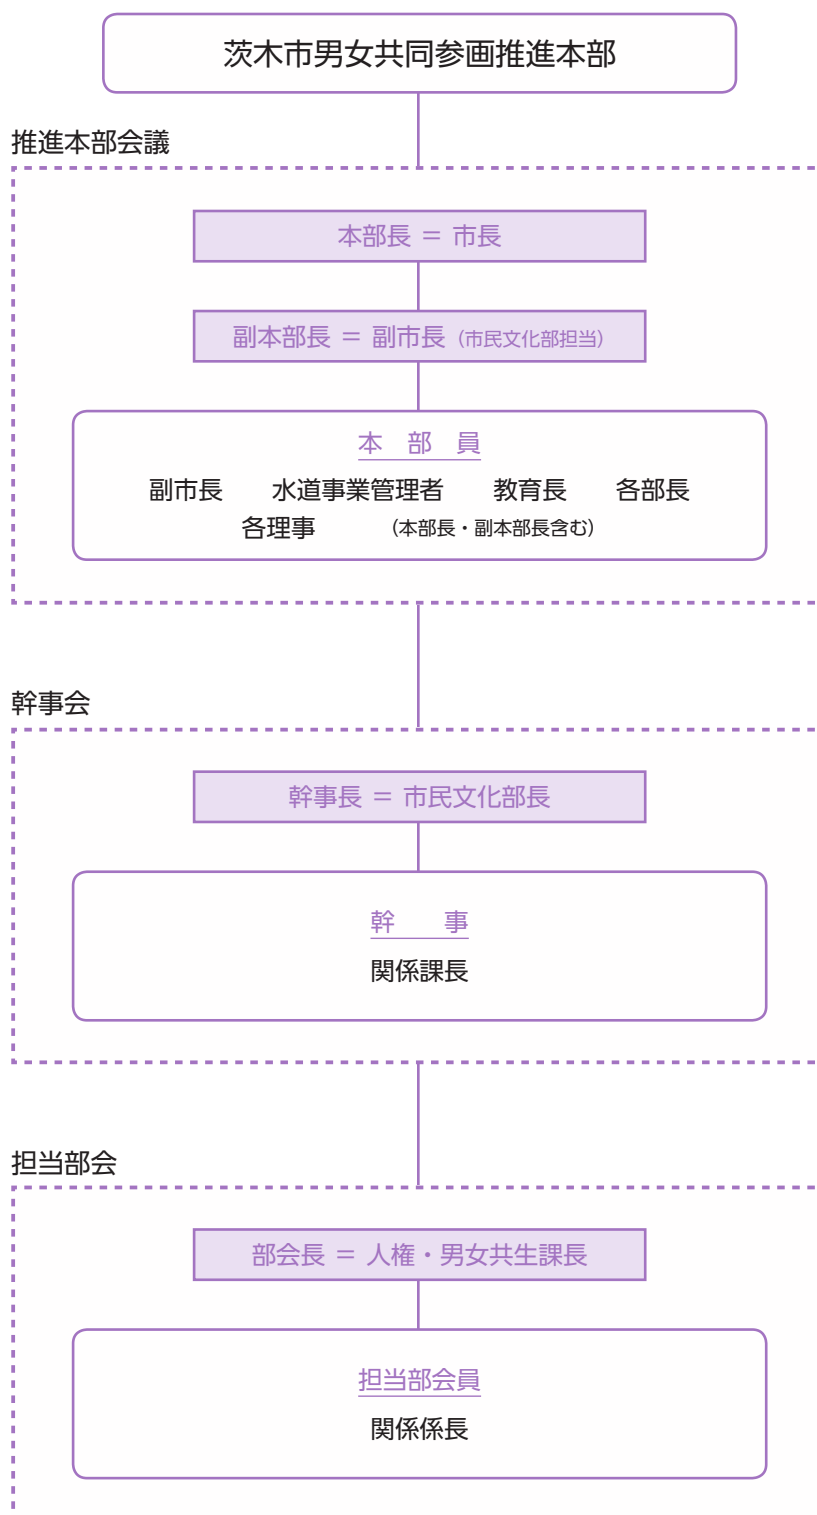 茨木市男女共同参画推進本部
推進本部会議
本部長 ＝ 市長
副本部長 ＝ 副市長（市民文化部担当）
本　部　員
副市長　　水道事業管理者　　教育長　　各部長
各理事　　　（本部長・副本部長含む）
幹事会
幹事長 ＝ 市民文化部長
幹　　事
関係課長
担当部会
部会長 ＝ 人権・男女共生課長
担当部会員
関係係長